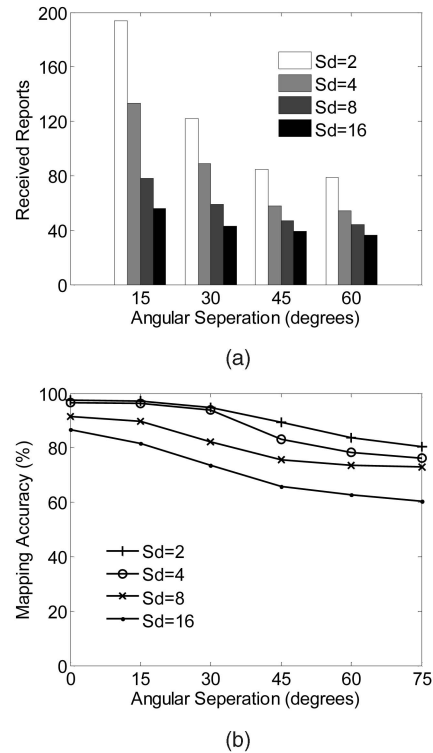 200
160
120
80
40
0
Received Reports
Sd=2
Sd=4
Sd=8
Sd=16
15 30 45 60
Angular Seperation (degrees)
(a)
100
80
60
40
20
0
Mapping Accuracy (%)
Sd=2
Sd=4
Sd=8
Sd=16
0 15 30 45 60 75
Angular Seperation (degrees)
(b)